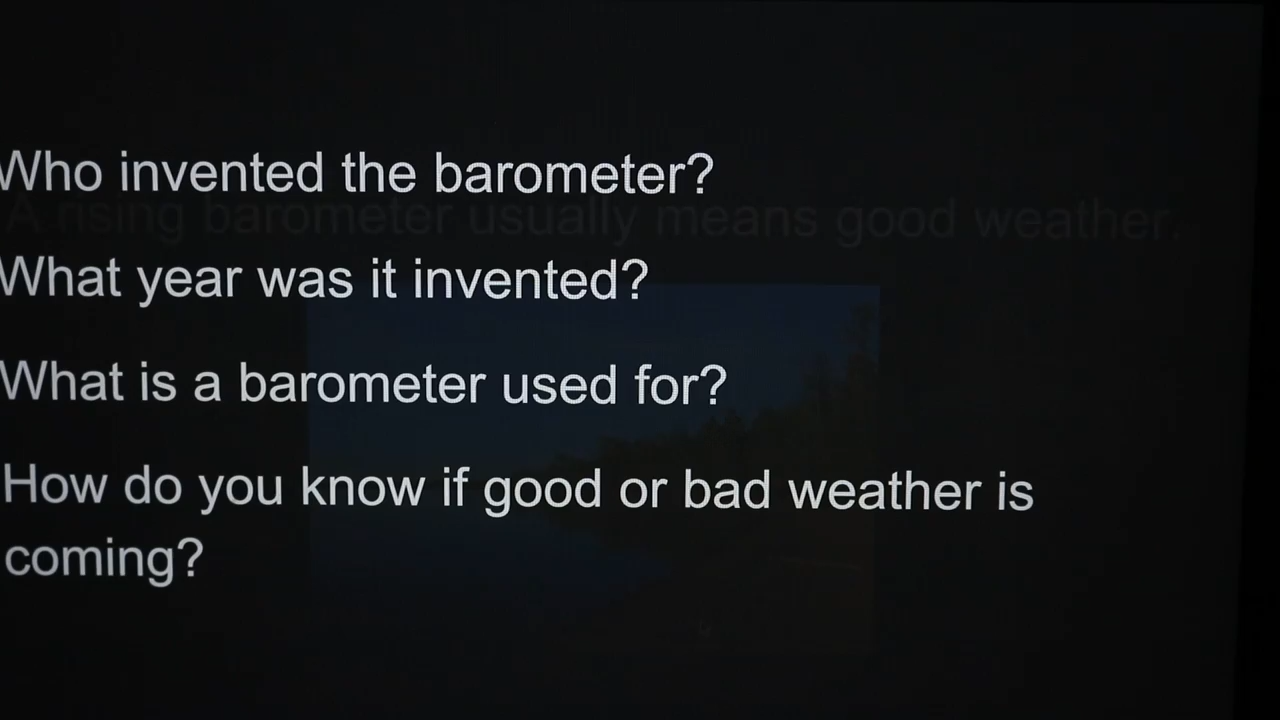 Who invented the barometer?
A rising barometer usually means good weather.
What year was it invented?
What is a barometer used for?
How do you know if good or bad weather is
coming?